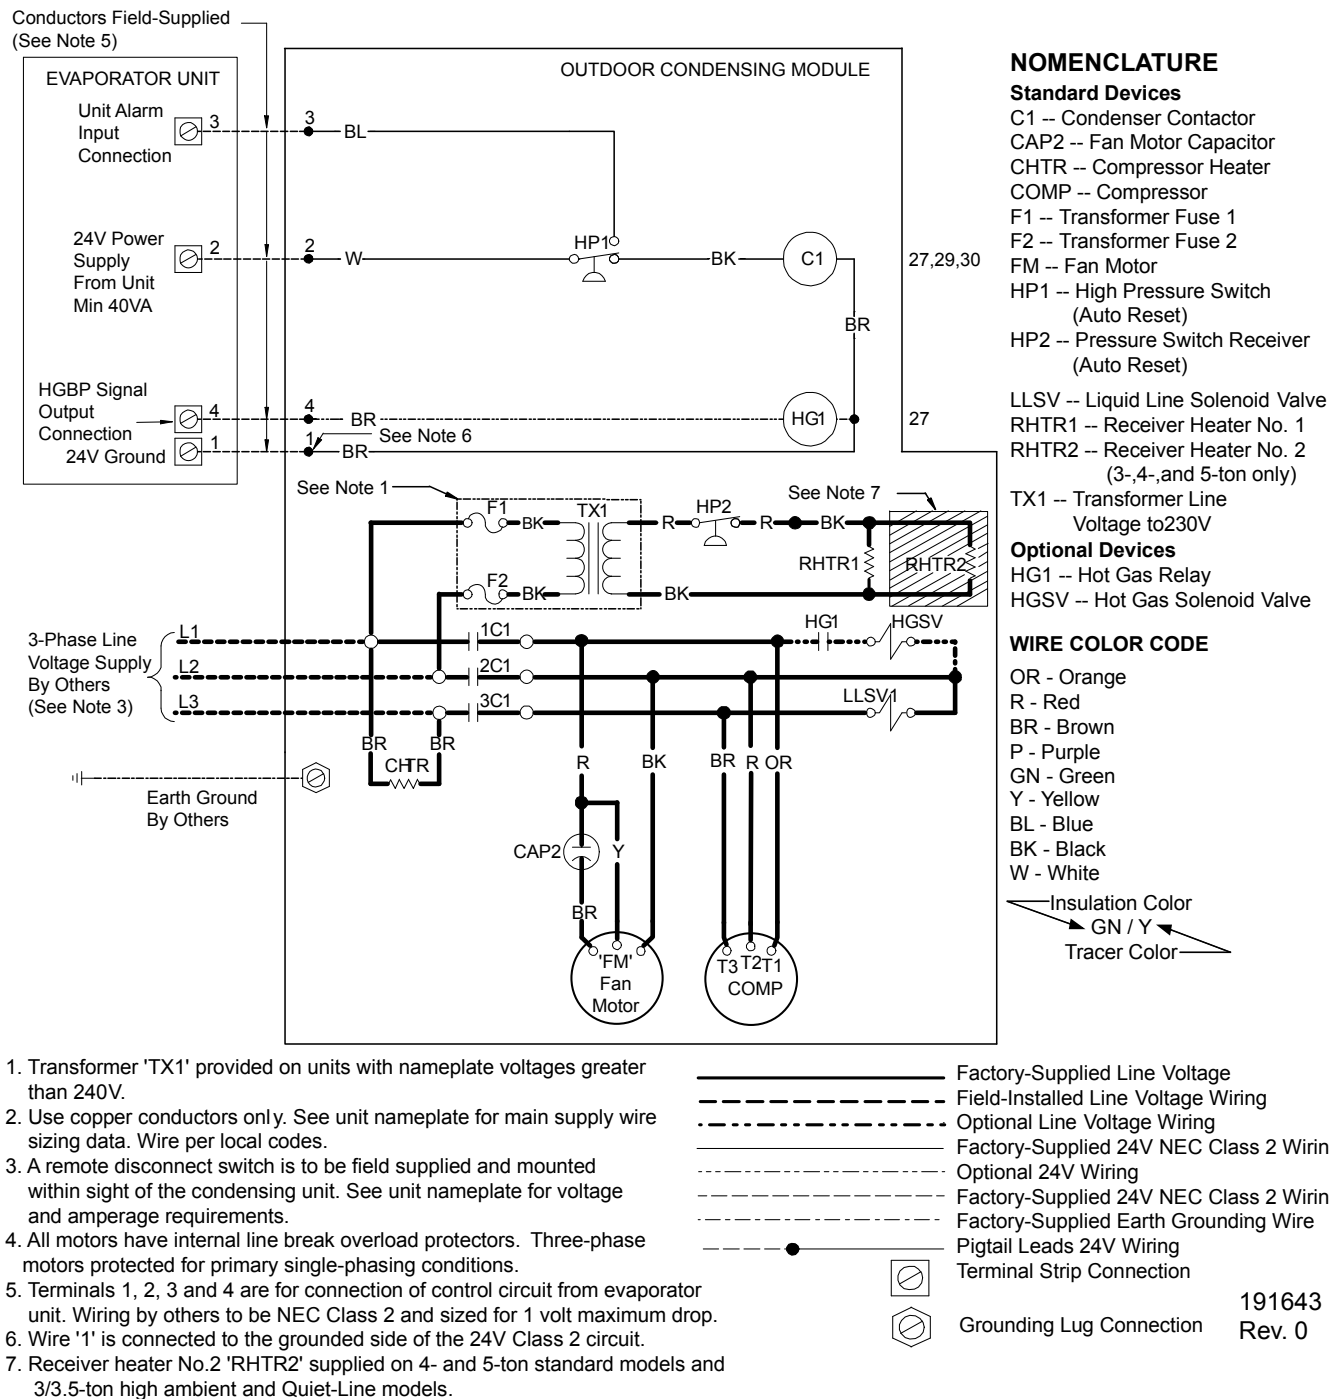 Conductors Field-Supplied
(See Note 5)
EVAPORATOR UNIT
Unit Alarm
Input
Connection
3
24V Power
Supply
From Unit
Min 40VA
2
HGBP Signal
Output
Connection
4
24V Ground
1
OUTDOOR CONDENSING MODULE
3
BL
2
W
HP1
BK
C1
27,29,30
BR
4
BR
HG1
27
1
BR
See Note 6
See Note 1
F1
BK
TX1
R
HP2
R
BK
See Note 7
RHTR1
RHTR2
F2
BK
BK
3-Phase Line
Voltage Supply
By Others
(See Note 3)
L1
L2
L3
1C1
2C1
3C1
HG1
HGSV
LLSV1
BR
BR
CHTR
R
BK
BR
R
OR
Earth Ground
By Others
CAP2
Y
BR
'FM'
Fan
Motor
T3
T2
T1
COMP
NOMENCLATURE
Standard Devices
C1 -- Condenser Contactor
CAP2 -- Fan Motor Capacitor
CHTR -- Compressor Heater
COMP -- Compressor
F1 -- Transformer Fuse 1
F2 -- Transformer Fuse 2
FM -- Fan Motor
HP1 -- High Pressure Switch
(Auto Reset)
HP2 -- Pressure Switch Receiver
(Auto Reset)
LLSV -- Liquid Line Solenoid Valve
RHTR1 -- Receiver Heater No. 1
RHTR2 -- Receiver Heater No. 2
(3-,4-,and 5-ton only)
TX1 -- Transformer Line
Voltage to230V
Optional Devices
HG1 -- Hot Gas Relay
HGSV -- Hot Gas Solenoid Valve
WIRE COLOR CODE
OR - Orange
R - Red
BR - Brown
P - Purple
GN - Green
Y - Yellow
BL - Blue
BK - Black
W - White
Insulation Color
GN / Y
Tracer Color
1. Transformer 'TX1' provided on units with nameplate voltages greater
than 240V.
2. Use copper conductors only. See unit nameplate for main supply wire
sizing data. Wire per local codes.
3. A remote disconnect switch is to be field supplied and mounted
within sight of the condensing unit. See unit nameplate for voltage
and amperage requirements.
4. All motors have internal line break overload protectors. Three-phase
motors protected for primary single-phasing conditions.
5. Terminals 1, 2, 3 and 4 are for connection of control circuit from evaporator
unit. Wiring by others to be NEC Class 2 and sized for 1 volt maximum drop.
6. Wire '1' is connected to the grounded side of the 24V Class 2 circuit.
7. Receiver heater No.2 'RHTR2' supplied on 4- and 5-ton standard models and
3/3.5-ton high ambient and Quiet-Line models.
Factory-Supplied Line Voltage
Field-Installed Line Voltage Wiring
Optional Line Voltage Wiring
Factory-Supplied 24V NEC Class 2 Wirin
Optional 24V Wiring
Factory-Supplied 24V NEC Class 2 Wirin
Factory-Supplied Earth Grounding Wire
Pigtail Leads 24V Wiring
Terminal Strip Connection
Grounding Lug Connection
191643
Rev. 0